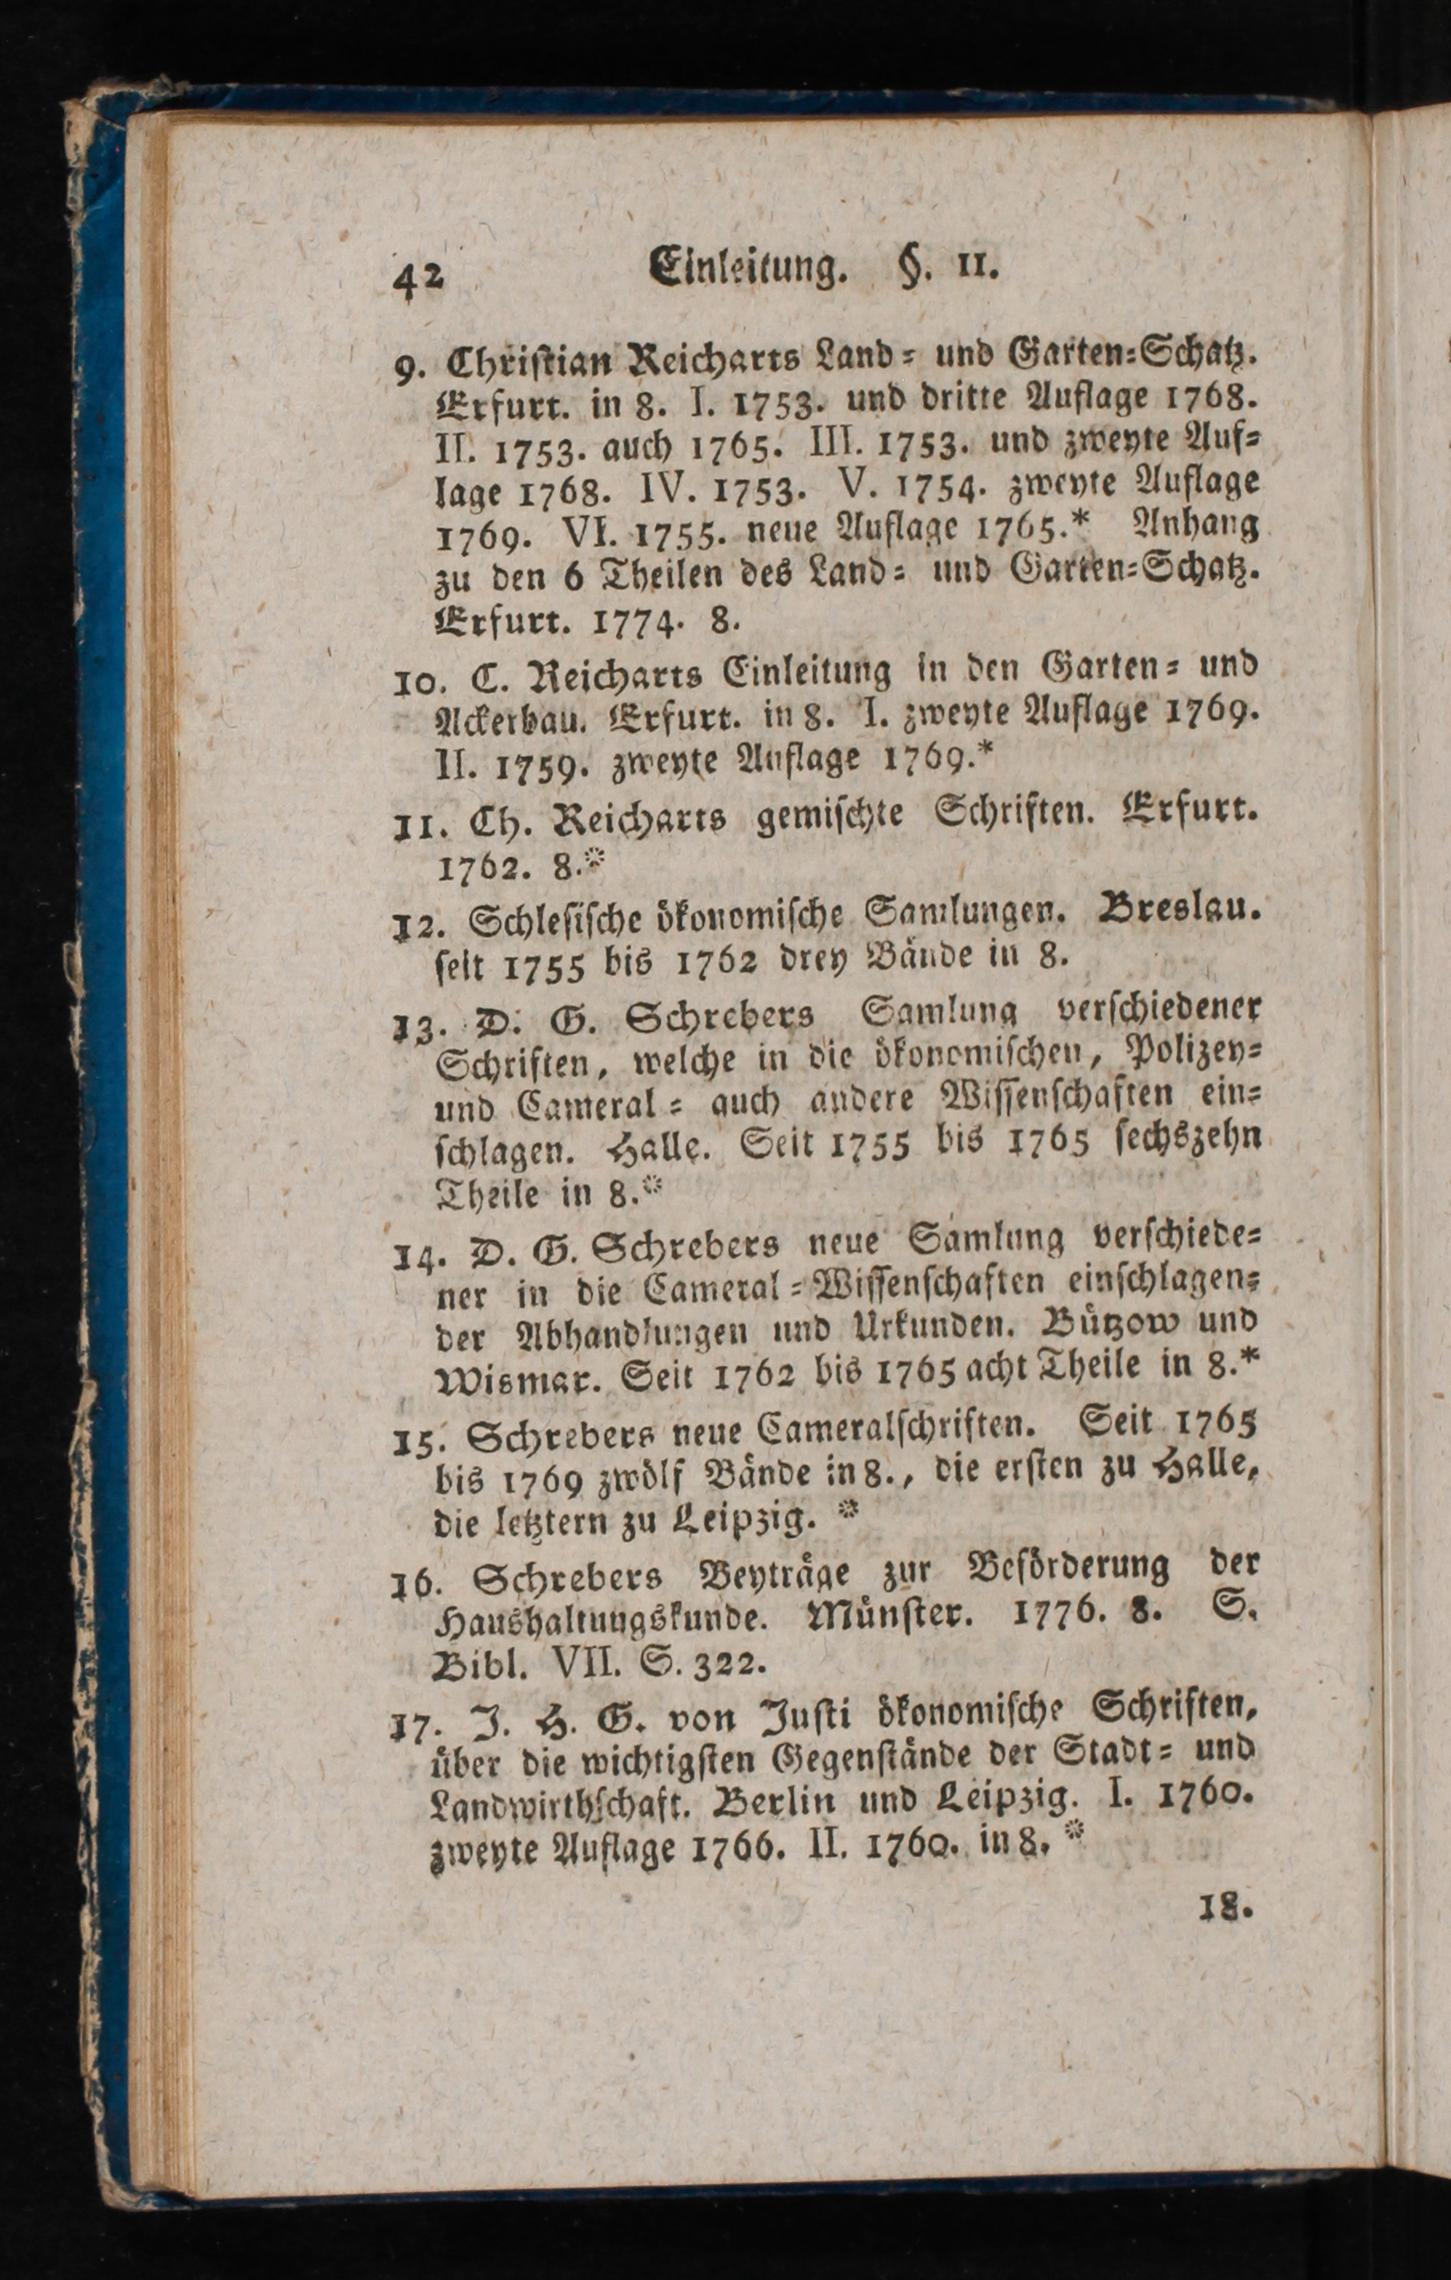 42 Einleitung. §. 11.
9. Chriſtian Reicharts Land- und Garten-Schatz.
Erfurt. in 8. I. 1753. und dritte Auflage 1768.
II. 1753. auch 1765. III. 1753. und zweyte Auf-
lage 1768. IV. 1753. V. 1754. zweyte Auflage
1769. VI. 1755. neue Auflage 1765.* Anhang
zu den 6 Theilen des Land- und Garten-Schatz.
Erfurt. 1774. 8.
10. C. Reicharts Einleitung in den Garten- und
Ackerbau. Erfurt. in 8. I. zweyte Auflage 1769.
II. 1759. zweyte Auflage 1769.*
11. Ch. Reicharts gemiſchte Schriften. Erfurt.
1762. 8.*
12. Schleſiſche ökonomiſche Samlungen. Breslau.
ſeit 1755 bis 1762 drey Bände in 8.
13. D. G. Schrebers Samlung verſchiedener
Schriften, welche in die ökonomiſchen, Polizey-
und Cameral- auch andere Wiſſenſchaften ein-
ſchlagen. Halle. Seit 1755 bis 1765 ſechszehn
Theile in 8.*
14. D. G. Schrebers neue Samlung verſchiede-
ner in die Cameral-Wiſſenſchaften einſchlagen-
der Abhandlungen und Urkunden. Bützow und
Wismar. Seit 1762 bis 1765 acht Theile in 8.*
15. Schrebers neue Cameralſchriften. Seit 1765
bis 1769 zwölf Bände in 8., die erſten zu Halle,
die letztern zu Leipzig. *
16. Schrebers Beyträge zur Beförderung der
Haushaltungskunde. Münſter. 1776. 8. S.
Bibl. VII. S. 322.
17. J. H. G. von Juſti ökonomiſche Schriften,
über die wichtigſten Gegenſtände der Stadt- und
Landwirthſchaft. Berlin und Leipzig. I. 1760.
zweyte Auflage 1766. II. 1760. in 8. *
18.